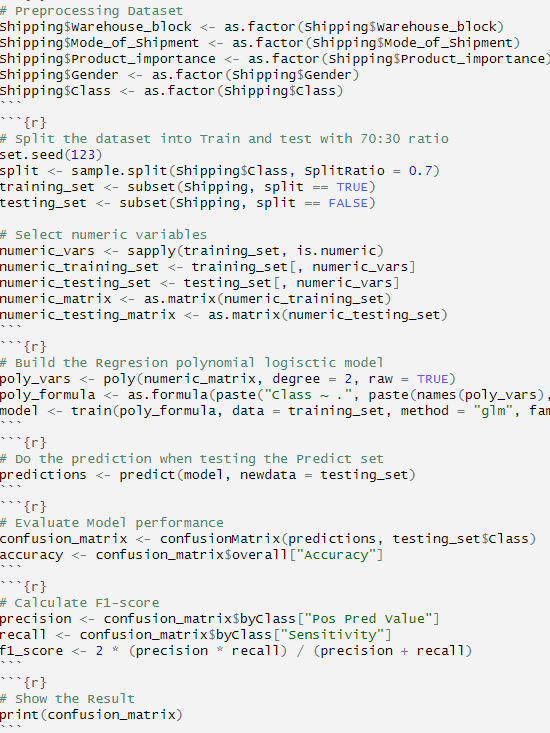 # Preprocessing Dataset
Shipping$Warehouse_block <- as.factor(Shipping$Warehouse_block)
Shipping$Mode_of_Shipment <- as.factor(Shipping$Mode_of_Shipment)
Shipping$Product_importance <- as.factor(Shipping$Product_importance)
Shipping$Gender <- as.factor(Shipping$Gender)
Shipping$Class <- as.factor(Shipping$Class)
```
```{r}
# Split the dataset into Train and test with 70:30 ratio
set.seed(123)
split <- sample.split(Shipping$Class, SplitRatio = 0.7)
training_set <- subset(Shipping, split == TRUE)
testing_set <- subset(Shipping, split == FALSE)

# Select numeric variables
numeric_vars <- sapply(training_set, is.numeric)
numeric_training_set <- training_set[, numeric_vars]
numeric_testing_set <- testing_set[, numeric_vars]
numeric_matrix <- as.matrix(numeric_training_set)
numeric_testing_matrix <- as.matrix(numeric_testing_set)
```
```{r}
# Build the Regresion polynomial logisctic model
poly_vars <- poly(numeric_matrix, degree = 2, raw = TRUE)
poly_formula <- as.formula(paste("Class ~ .", paste(names(poly_vars),
model <- train(poly_formula, data = training_set, method = "glm", fam
```
```{r}
# Do the prediction when testing the Predict set
predictions <- predict(model, newdata = testing_set)
```
```{r}
# Evaluate Model performance
confusion_matrix <- confusionMatrix(predictions, testing_set$Class)
accuracy <- confusion_matrix$overall["Accuracy"]
```
```{r}
# Calculate F1-score
precision <- confusion_matrix$byClass["Pos Pred Value"]
recall <- confusion_matrix$byClass["Sensitivity"]
f1_score <- 2 * (precision * recall) / (precision + recall)
```
```{r}
# Show the Result
print(confusion_matrix)
```